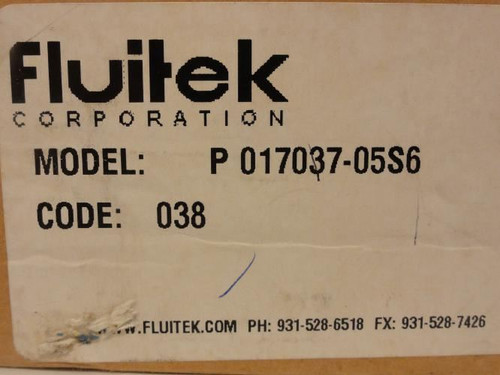 Fluitek
CORPORATION
MODEL: P 017037-05S6
CODE: 038
WWW.FLUITEK.COM PH: 931-528-6518 FX: 931-528-7426